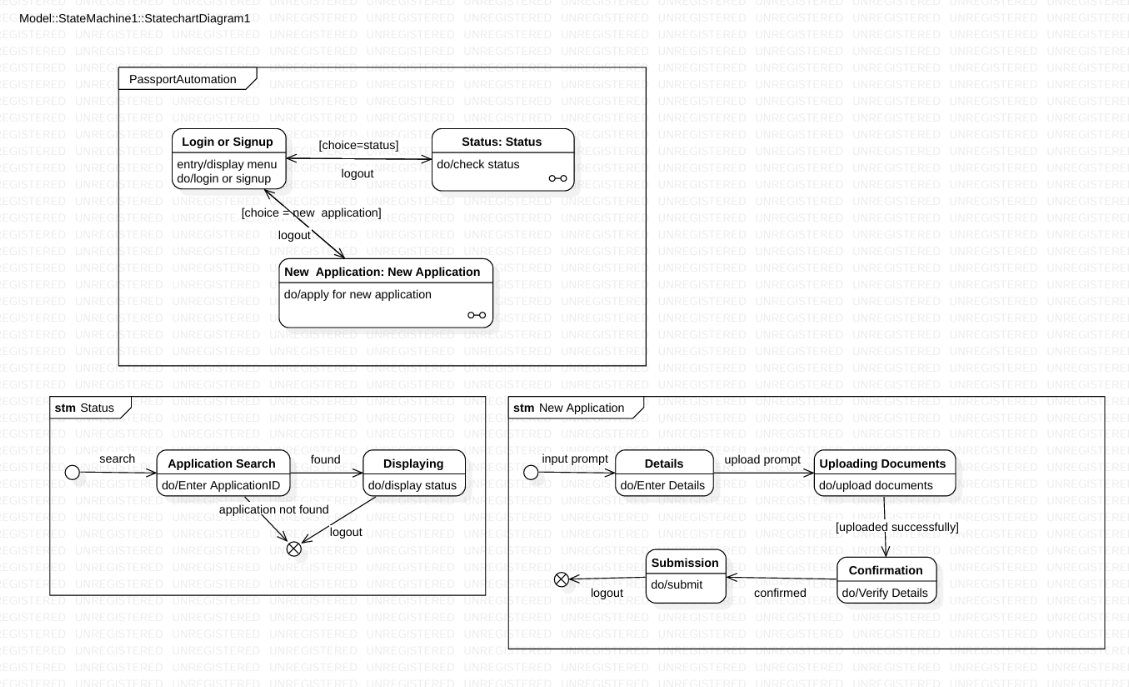 Model::StateMachine1::StatechartDiagram1
PassportAutomation
Login or Signup
entry/display menu
do/login or signup
[choice=status]
logout
Status: Status
do/check status
[choice = new  application]
logout
New  Application: New Application
do/apply for new application
stm Status
search
Application Search
do/Enter ApplicationID
found
Displaying
do/display status
application not found
logout
stm New Application
input prompt
Details
do/Enter Details
upload prompt
Uploading Documents
do/upload documents
[uploaded successfully]
Confirmation
do/Verify Details
confirmed
Submission
do/submit
logout
UNREGISTERED